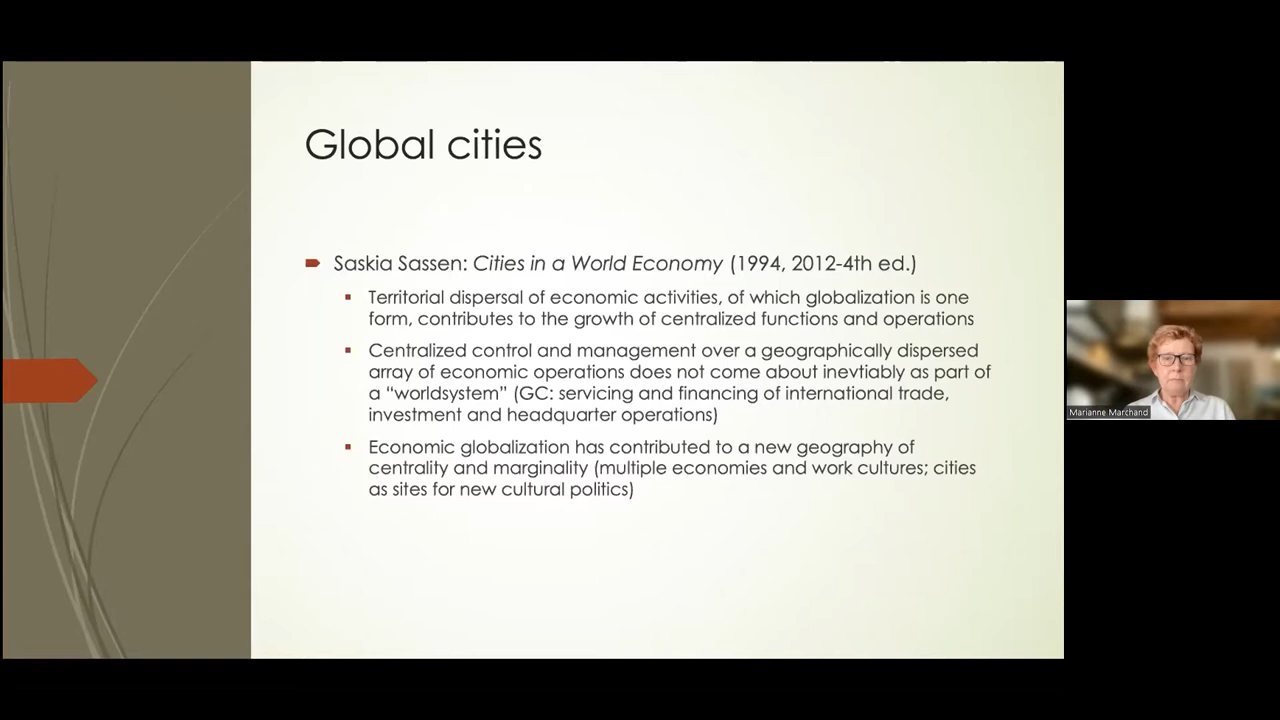 Global cities
Saskia Sassen: Cities in a World Economy (1994, 2012-4th ed.)
Territorial dispersal of economic activities, of which globalization is one
form, contributes to the growth of centralized functions and operations
Centralized control and management over a geographically dispersed
array of economic operations does not come about inevtiably as part of
a “worldsystem” (GC: servicing and financing of international trade,
investment and headquarter operations)
Economic globalization has contributed to a new geography of
centrality and marginality (multiple economies and work cultures; cities
as sites for new cultural politics)
Marianne Marchand